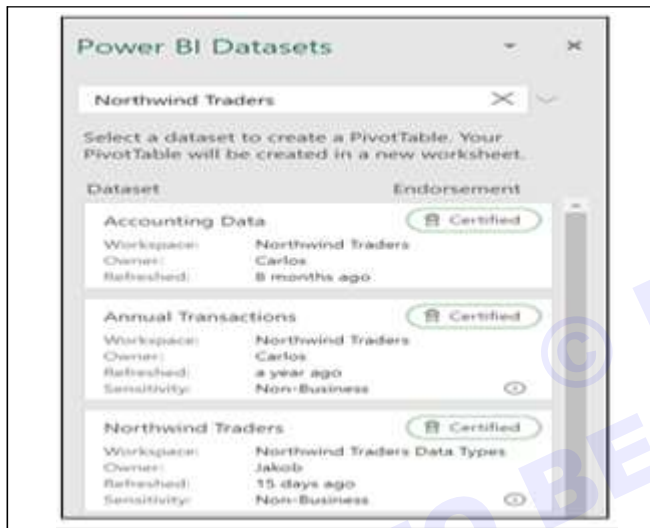 Power BI Datasets
Northwind Traders
Select a dataset to create a PivotTable. Your
PivotTable will be created in a new worksheet.
Dataset Endorsement
Accounting Data Certified
Workspace: Northwind Traders
Owner: Carlos
Refreshed: 8 months ago
Annual Transactions Certified
Workspace: Northwind Traders
Owner: Carlos
Refreshed: a year ago
Sensitivity: Non-Business
Northwind Traders Certified
Workspace: Northwind Traders Data Types
Owner: Jakob
Refreshed: 15 days ago
Sensitivity: Non-Business
©
O BE